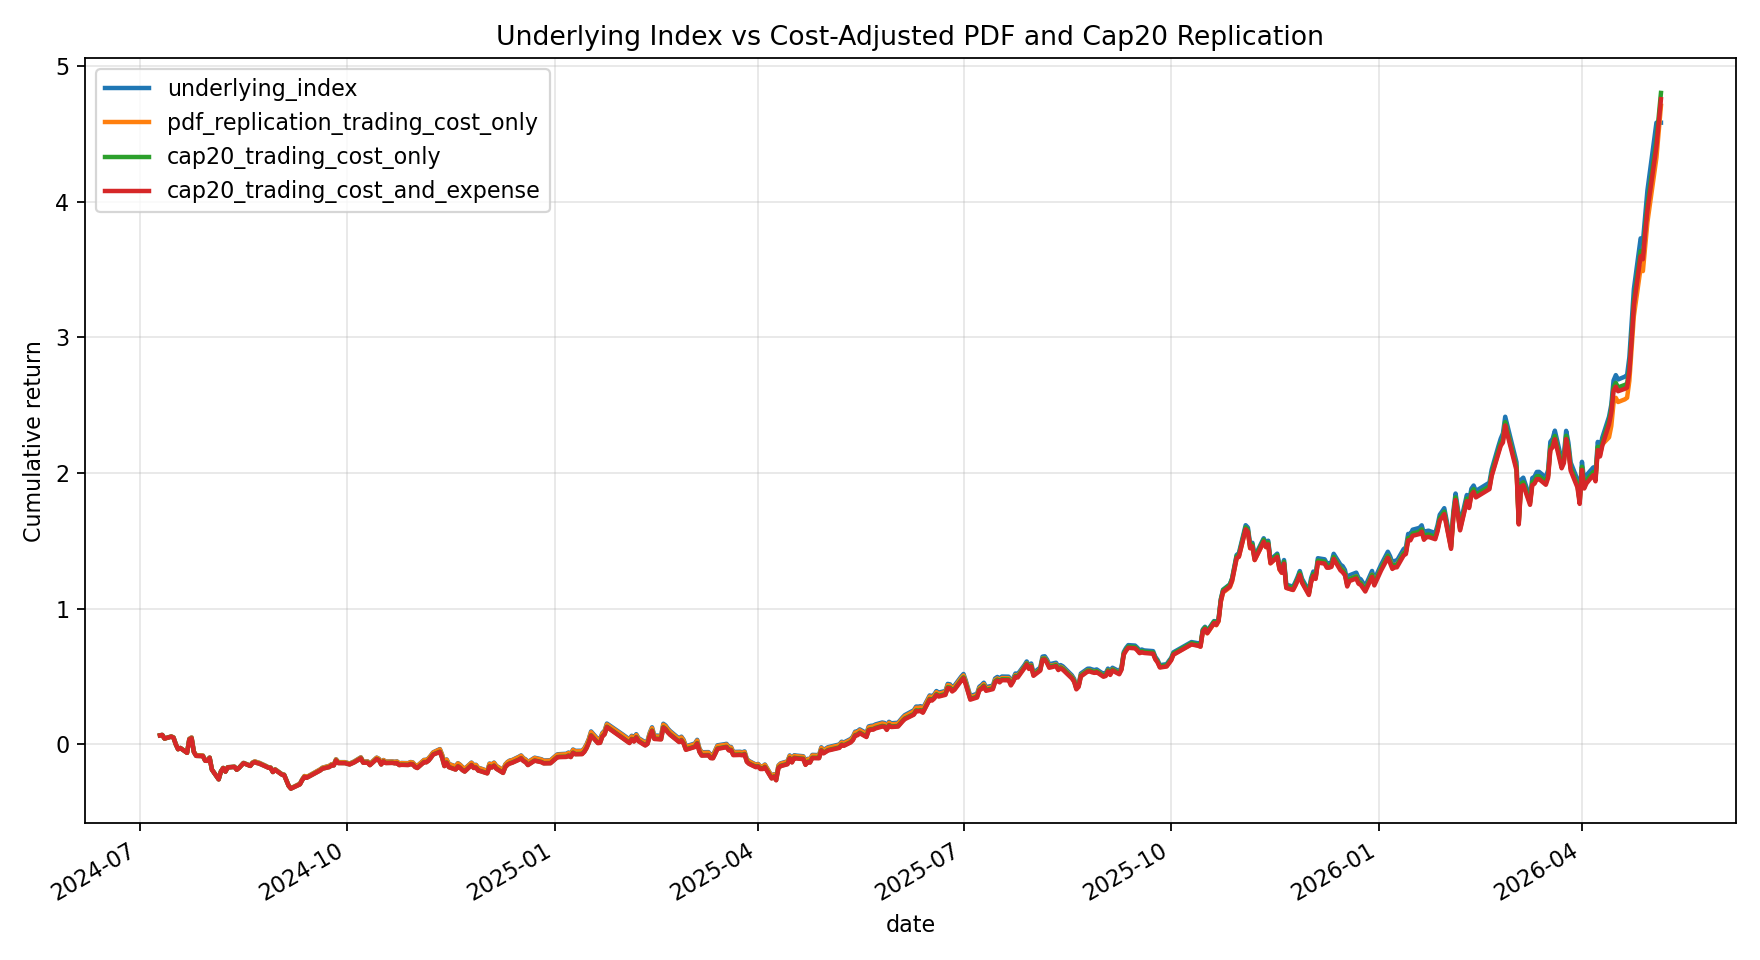 Underlying Index vs Cost-Adjusted PDF and Cap20 Replication
underlying_index
pdf_replication_trading_cost_only
cap20_trading_cost_only
cap20_trading_cost_and_expense
Cumulative return
5
4
3
2
1
0
2024-07
2024-10
2025-01
2025-04
2025-07
2025-10
2026-01
2026-04
date